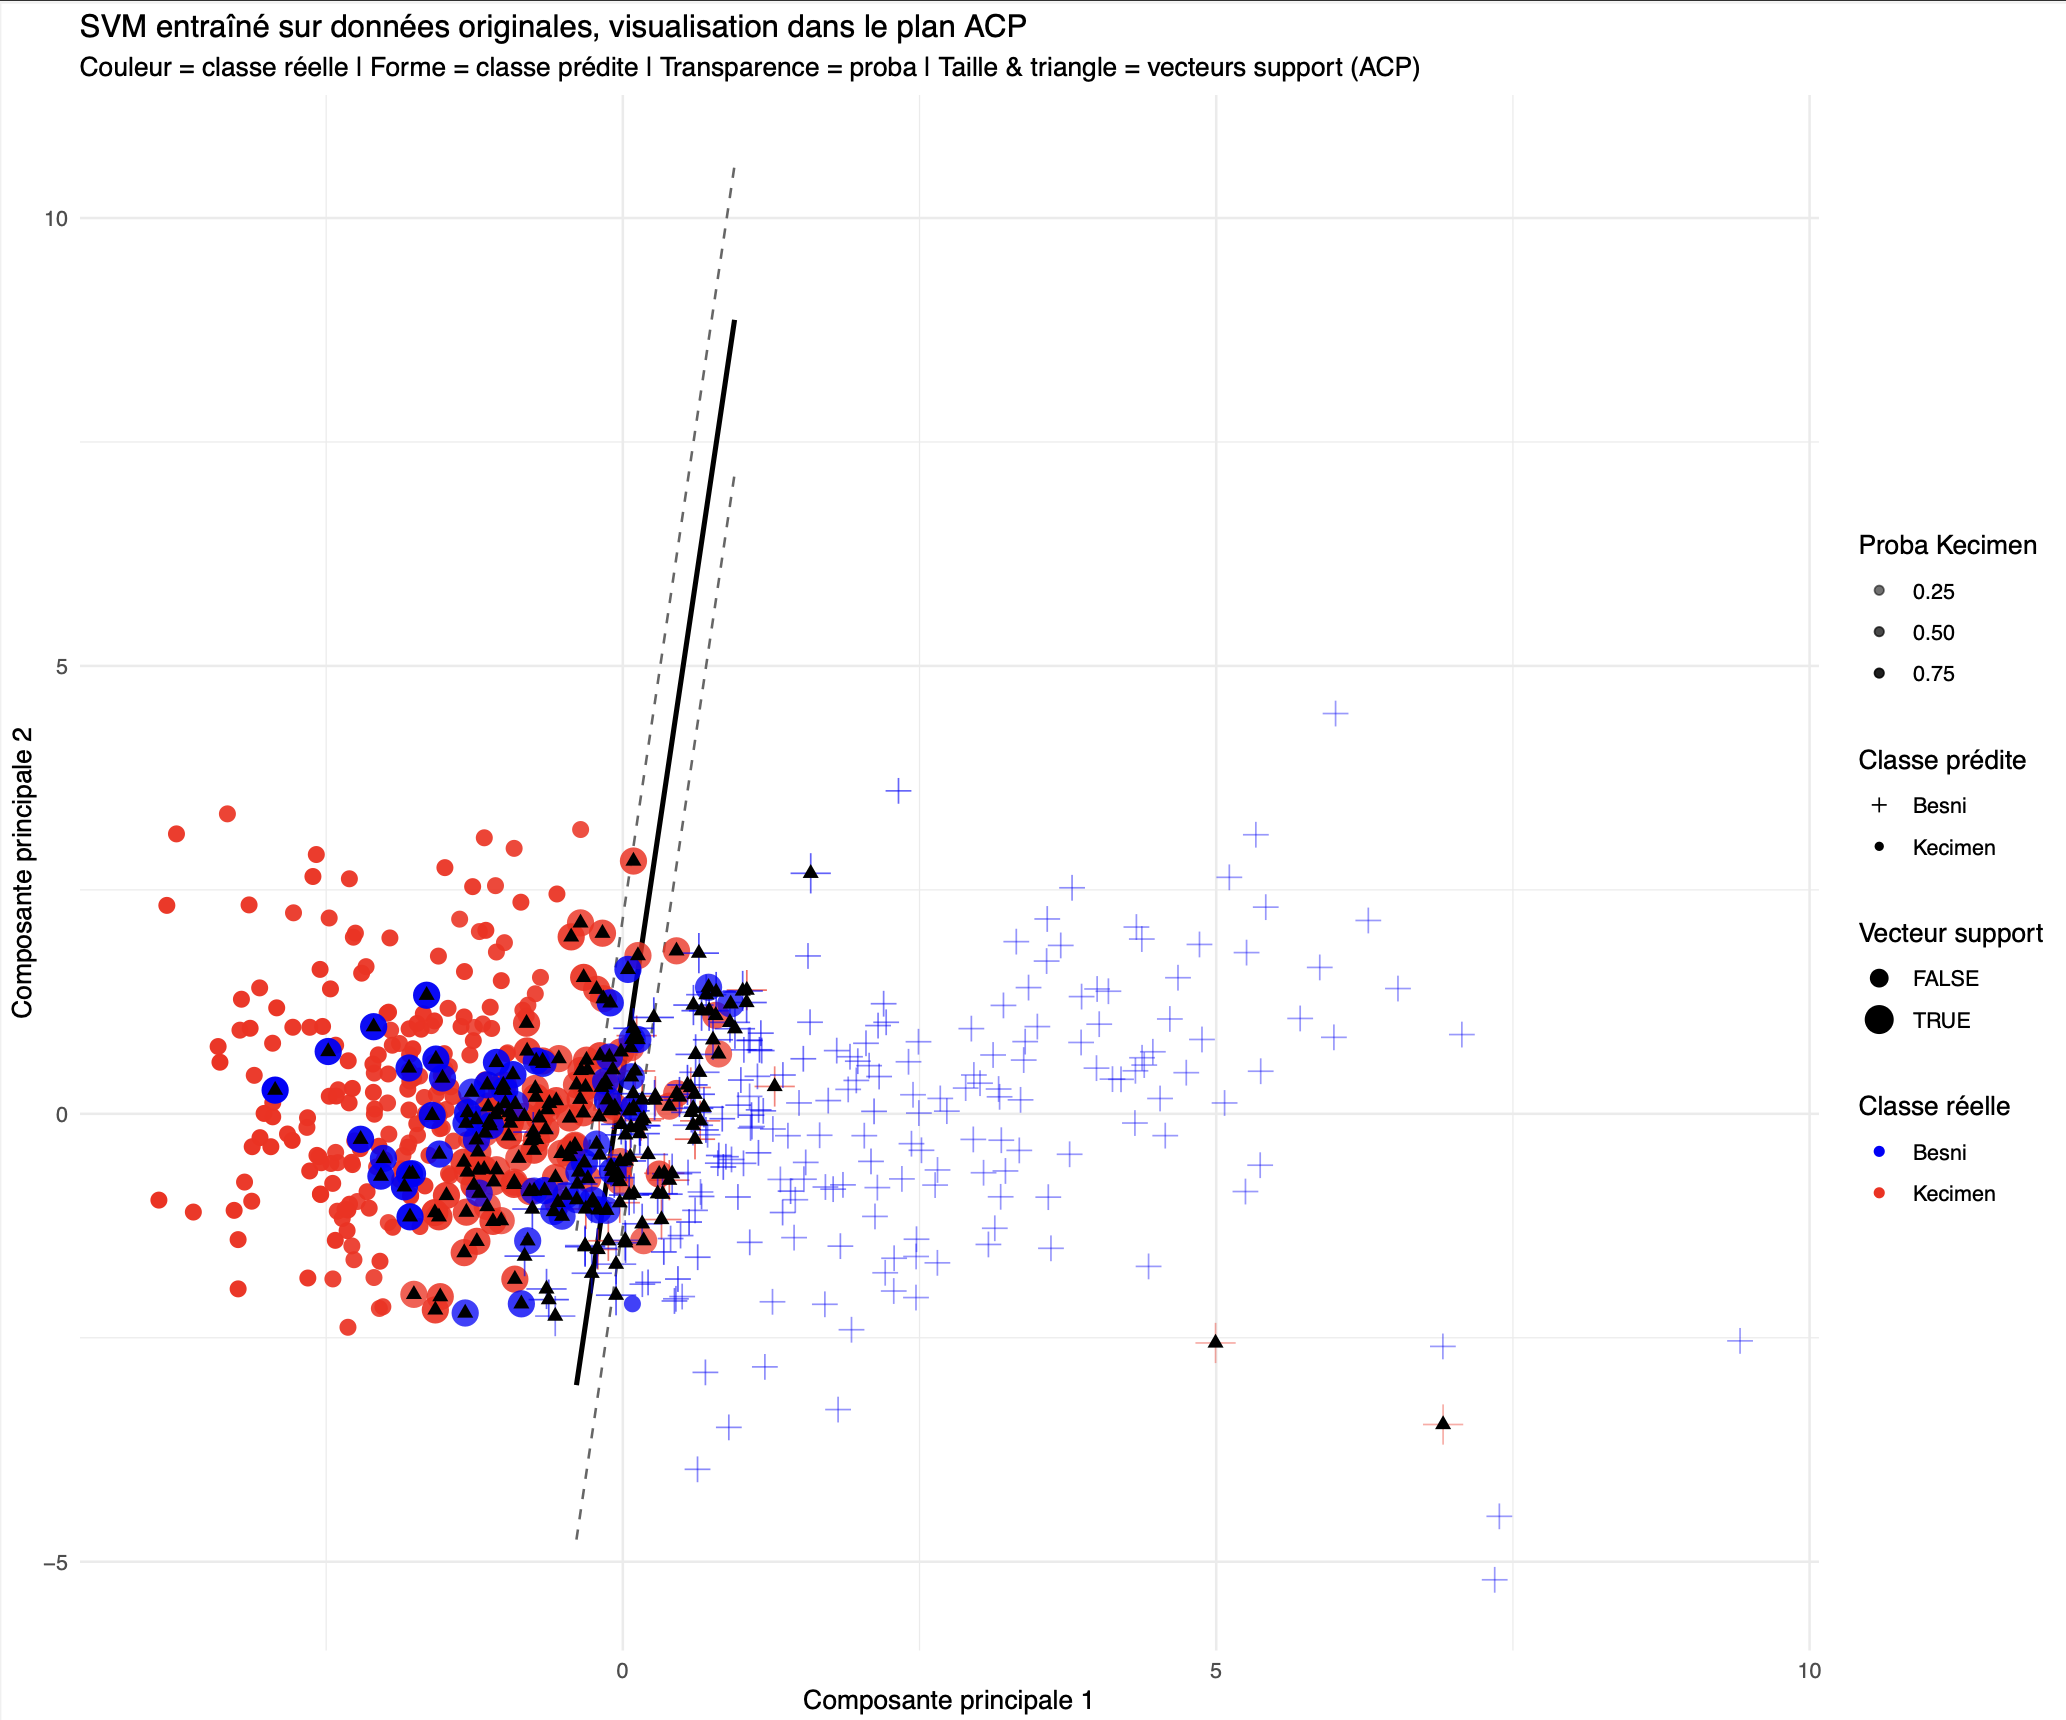 SVM entraîné sur données originales, visualisation dans le plan ACP
Couleur = classe réelle | Forme = classe prédite | Transparence = proba | Taille & triangle = vecteurs support (ACP)
10
5
0
−5
Composante principale 2
0
5
10
Composante principale 1
Proba Kecimen
0.25
0.50
0.75
Classe prédite
Besni
Kecimen
Vecteur support
FALSE
TRUE
Classe réelle
Besni
Kecimen